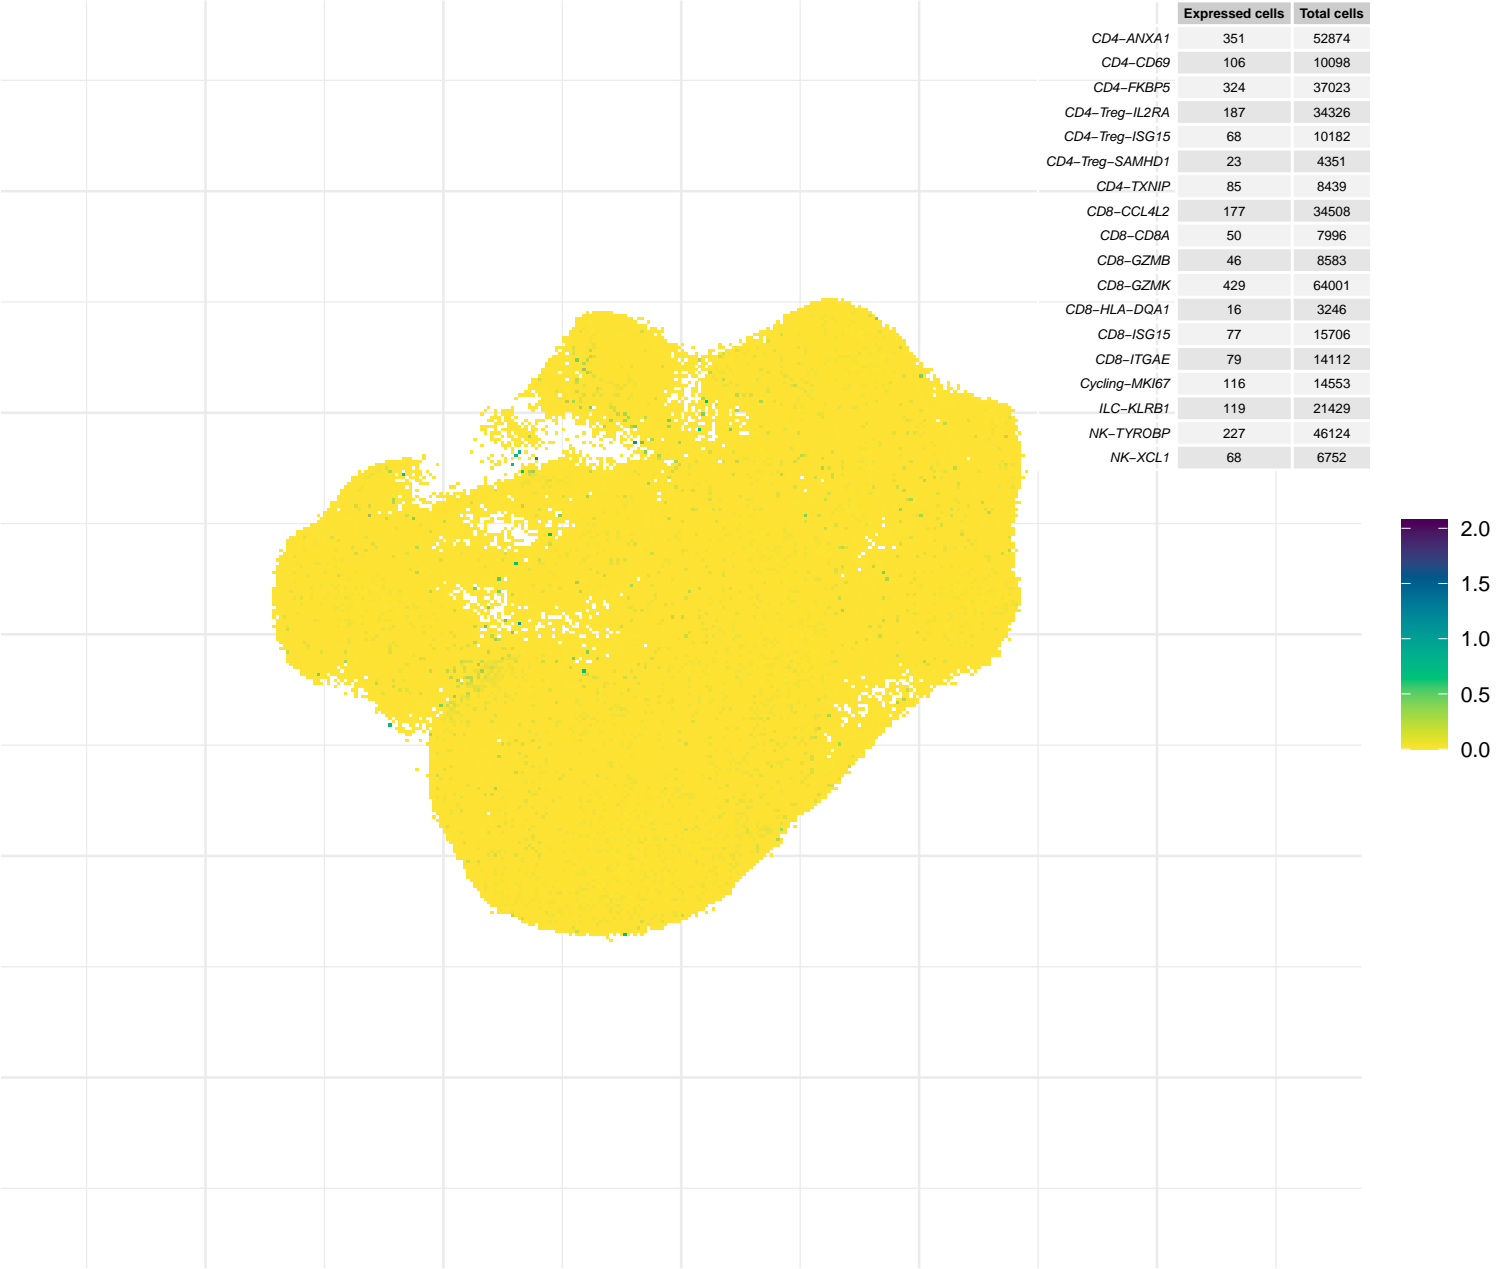 Expressed cells Total cells
CD4−ANXA1 351 52874
CD4−CD69 106 10098
CD4−FKBP5 324 37023
CD4−Treg−IL2RA 187 34326
CD4−Treg−ISG15 68 10182
CD4−Treg−SAMHD1 23 4351
CD4−TXNIP 85 8439
CD8−CCL4L2 177 34508
CD8−CD8A 50 7996
CD8−GZMB 46 8583
CD8−GZMK 429 64001
CD8−HLA−DQA1 16 3246
CD8−ISG15 77 15706
CD8−ITGAE 79 14112
Cycling−MKI67 116 14553
ILC−KLRB1 119 21429
NK−TYROBP 227 46124
NK−XCL1 68 6752
2.0
1.5
1.0
0.5
0.0